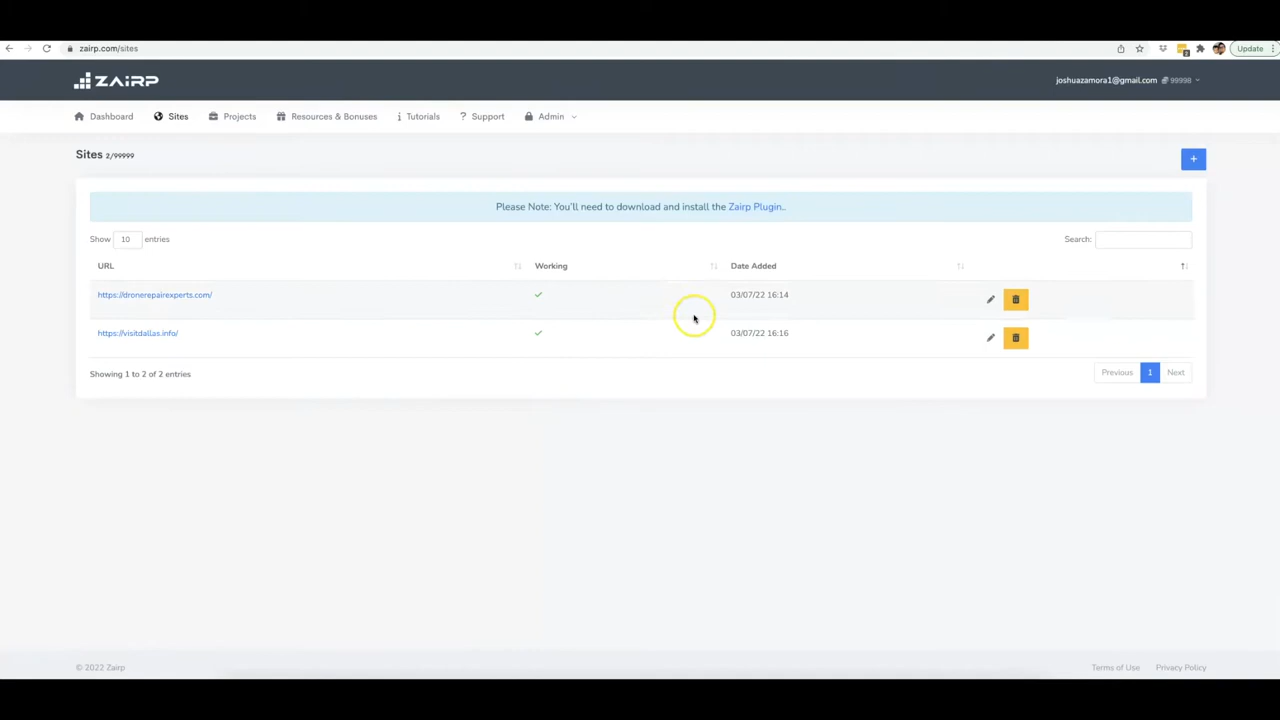 zairp.com/sites
Update
ZAiRP
joshuazamora1@gmail.com 99998
Dashboard Sites Projects Resources & Bonuses Tutorials Support Admin
Sites 2/99999
+
Please Note: You'll need to download and install the Zairp Plugin..
Show 10 entries Search:
URL Working Date Added
https://dronerepairexperts.com/ 03/07/22 16:14
https://visitdallas.info/ 03/07/22 16:16
Showing 1 to 2 of 2 entries Previous 1 Next
© 2022 Zairp Terms of Use Privacy Policy